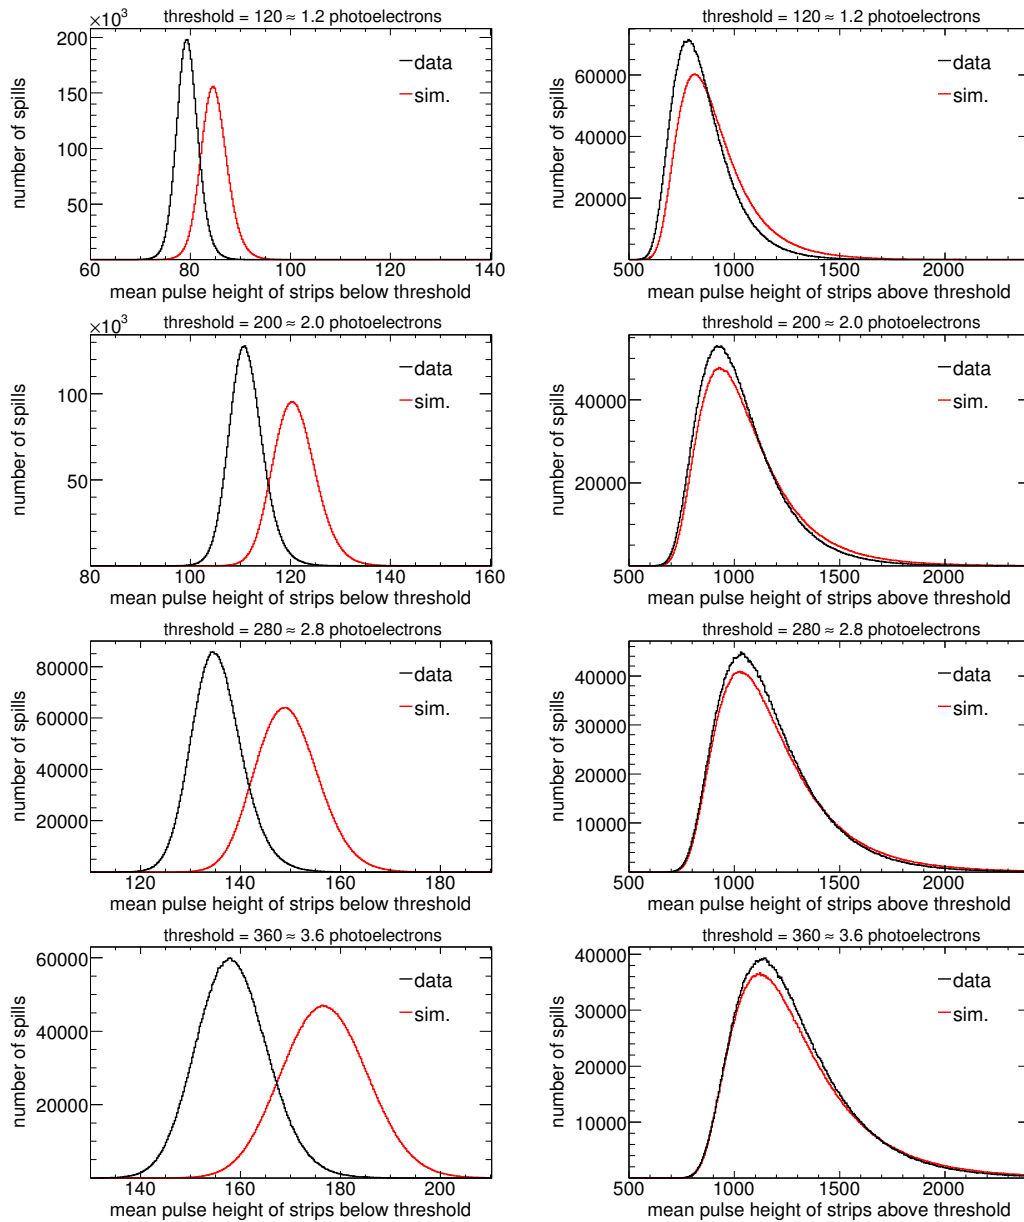 threshold = 120 ≈ 1.2 photoelectrons
×10³
number of spills
200
150
100
50
data
sim.
60 80 100 120 140
mean pulse height of strips below threshold
threshold = 120 ≈ 1.2 photoelectrons
number of spills
60000
40000
20000
data
sim.
500 1000 1500 2000
mean pulse height of strips above threshold
threshold = 200 ≈ 2.0 photoelectrons
×10³
number of spills
100
50
data
sim.
80 100 120 140 160
mean pulse height of strips below threshold
threshold = 200 ≈ 2.0 photoelectrons
number of spills
40000
20000
data
sim.
500 1000 1500 2000
mean pulse height of strips above threshold
threshold = 280 ≈ 2.8 photoelectrons
number of spills
80000
60000
40000
20000
data
sim.
120 140 160 180
mean pulse height of strips below threshold
threshold = 280 ≈ 2.8 photoelectrons
number of spills
40000
30000
20000
10000
data
sim.
500 1000 1500 2000
mean pulse height of strips above threshold
threshold = 360 ≈ 3.6 photoelectrons
number of spills
60000
40000
20000
data
sim.
140 160 180 200
mean pulse height of strips below threshold
threshold = 360 ≈ 3.6 photoelectrons
number of spills
40000
30000
20000
10000
data
sim.
500 1000 1500 2000
mean pulse height of strips above threshold